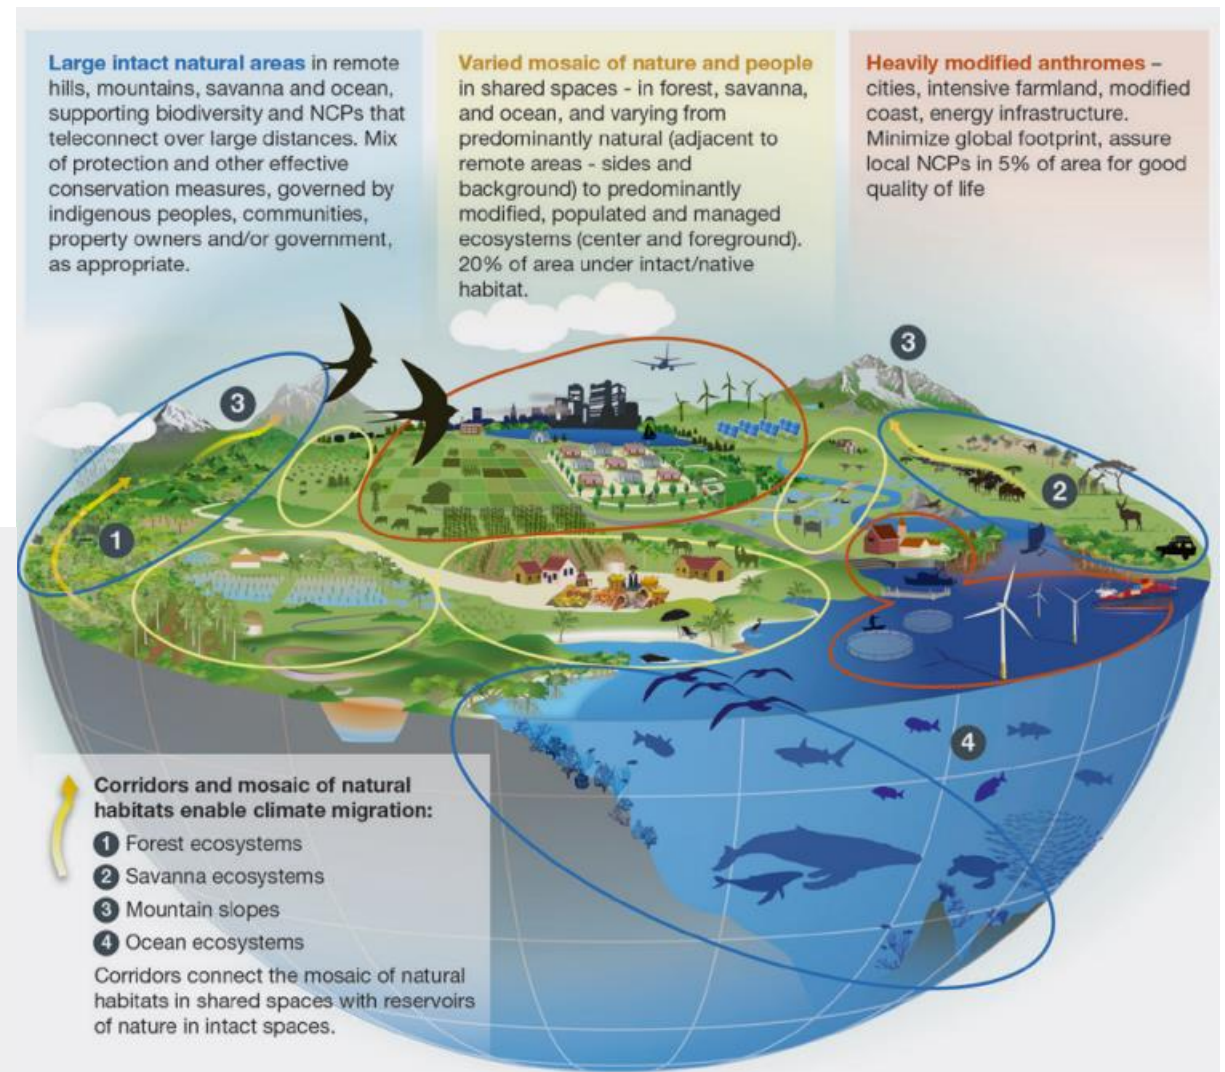 Large intact natural areas in remote
hills, mountains, savanna and ocean,
supporting biodiversity and NCPs that
teleconnect over large distances. Mix
of protection and other effective
conservation measures, governed by
indigenous peoples, communities,
property owners and/or government,
as appropriate.
Varied mosaic of nature and people
in shared spaces - in forest, savanna,
and ocean, and varying from
predominantly natural (adjacent to
remote areas - sides and
background) to predominantly
modified, populated and managed
ecosystems (center and foreground).
20% of area under intact/native
habitat.
Heavily modified anthromes –
cities, intensive farmland, modified
coast, energy infrastructure.
Minimize global footprint, assure
local NCPs in 5% of area for good
quality of life
3
3
2
1
4
Corridors and mosaic of natural
habitats enable climate migration:
1 Forest ecosystems
2 Savanna ecosystems
3 Mountain slopes
4 Ocean ecosystems
Corridors connect the mosaic of natural
habitats in shared spaces with reservoirs
of nature in intact spaces.